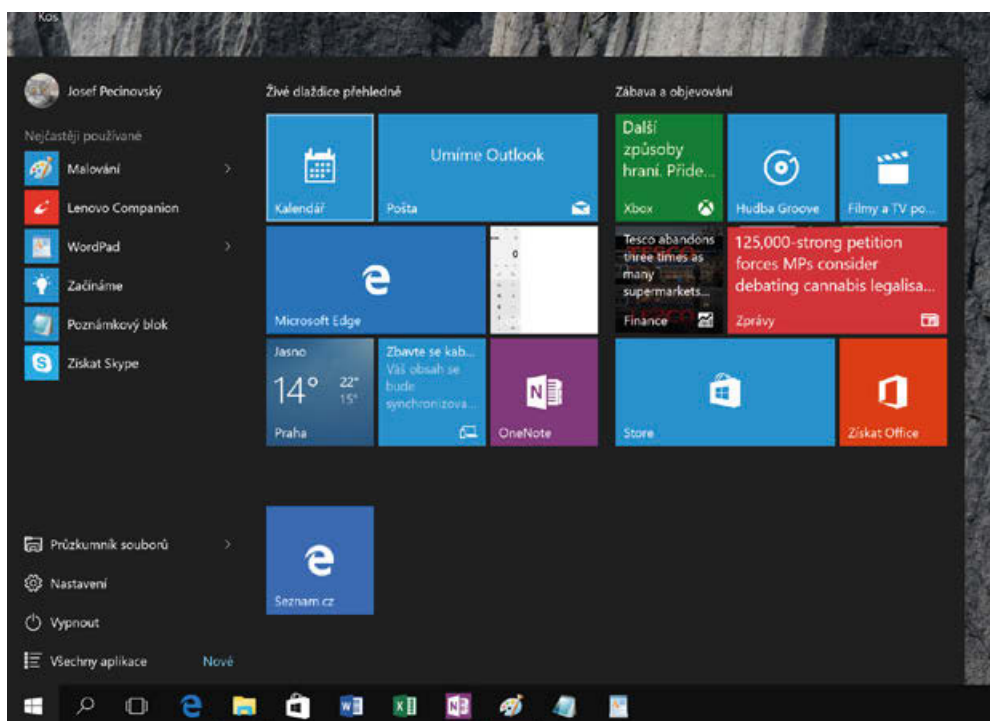 Koš
Josef Pecinovský
Nejčastěji používané
Malování
Lenovo Companion
WordPad
Začínáme
Poznámkový blok
Získat Skype
Průzkumník souborů
Nastavení
Vypnout
Všechny aplikace
Nové
Živé dlaždice přehledně
Kalendář
Umíme Outlook
Pošta
Microsoft Edge
0
Jasno
14° 22°
15°
Praha
Zbavte se kab...
Váš obsah se
bude
synchronizova...
N
OneNote
Seznam.cz
Zábava a objevování
Další
způsoby
hraní. Přide...
Xbox
Hudba Groove
Filmy a TV po...
Tesco abandons
three times as
many
supermarkets...
Finance
125,000-strong petition
forces MPs consider
debating cannabis legalisa...
Zprávy
Store
Získat Office